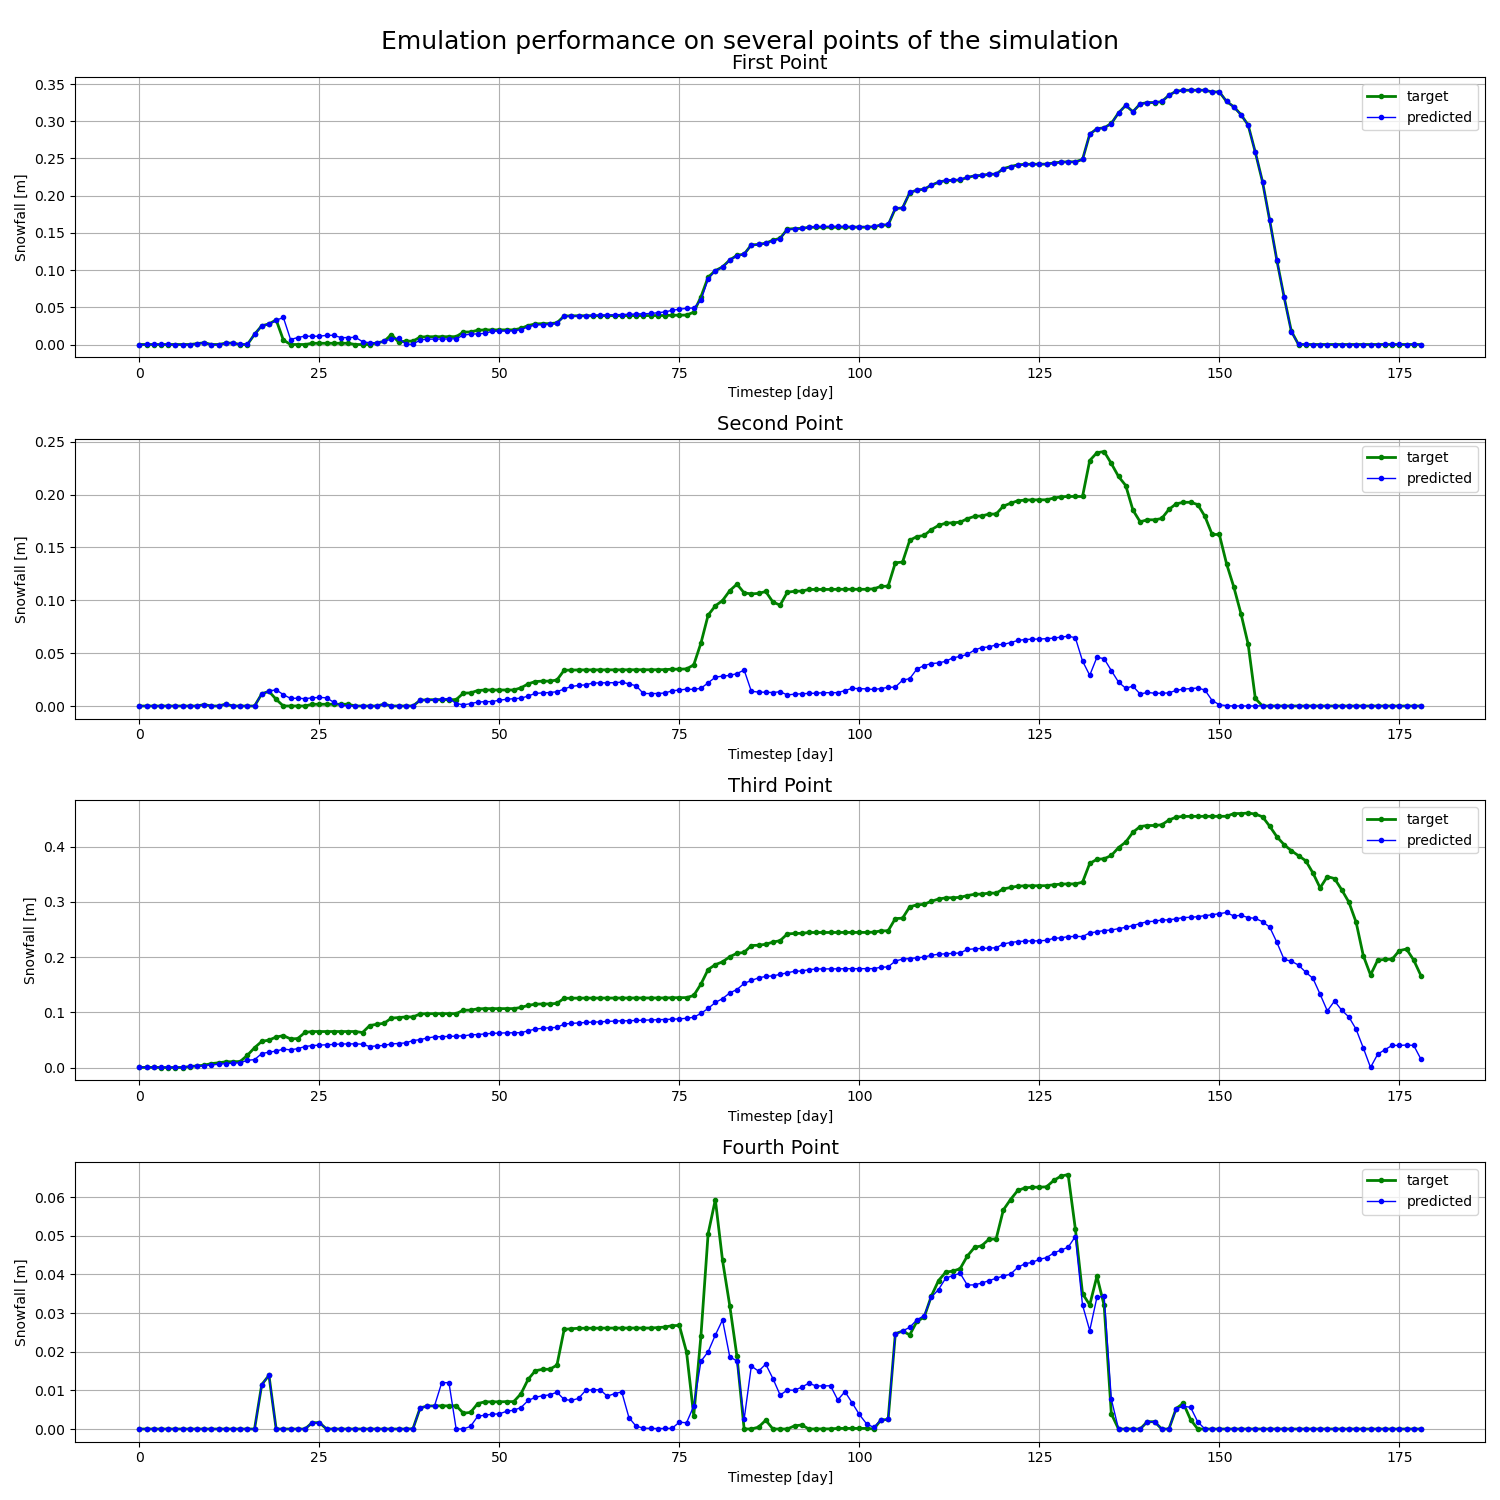 Emulation performance on several points of the simulation
First Point
0.35
0.30
0.25
0.20
0.15
0.10
0.05
0.00
Snowfall [m]
target
predicted
0 25 50 75 100 125 150 175
Timestep [day]
Second Point
0.25
0.20
0.15
0.10
0.05
0.00
Snowfall [m]
target
predicted
0 25 50 75 100 125 150 175
Timestep [day]
Third Point
0.4
0.3
0.2
0.1
0.0
Snowfall [m]
target
predicted
0 25 50 75 100 125 150 175
Timestep [day]
Fourth Point
0.06
0.05
0.04
0.03
0.02
0.01
0.00
Snowfall [m]
target
predicted
0 25 50 75 100 125 150 175
Timestep [day]